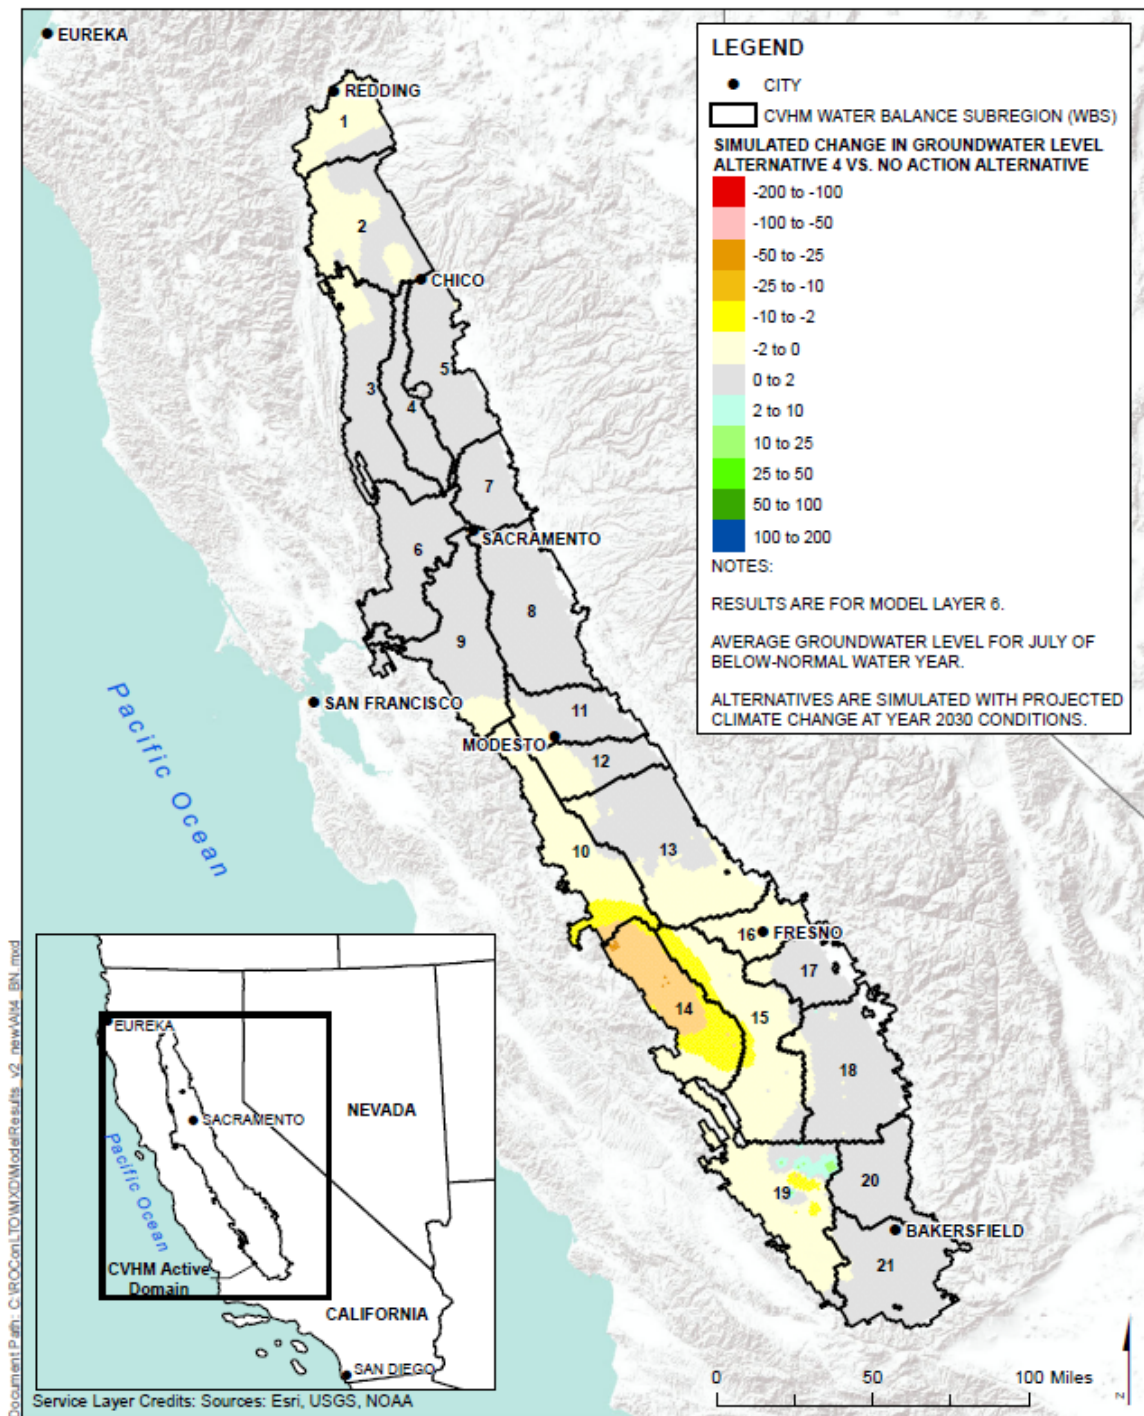 EUREKA
REDDING
1
2
CHICO
3
4
5
7
SACRAMENTO
6
8
9
SAN FRANCISCO
11
MODESTO
12
10
13
16
FRESNO
17
14
15
18
19
20
BAKERSFIELD
21
Pacific Ocean
LEGEND
CITY
CVHM WATER BALANCE SUBREGION (WBS)
SIMULATED CHANGE IN GROUNDWATER LEVEL
ALTERNATIVE 4 VS. NO ACTION ALTERNATIVE
-200 to -100
-100 to -50
-50 to -25
-25 to -10
-10 to -2
-2 to 0
0 to 2
2 to 10
10 to 25
25 to 50
50 to 100
100 to 200
NOTES:
RESULTS ARE FOR MODEL LAYER 6.
AVERAGE GROUNDWATER LEVEL FOR JULY OF
BELOW-NORMAL WATER YEAR.
ALTERNATIVES ARE SIMULATED WITH PROJECTED
CLIMATE CHANGE AT YEAR 2030 CONDITIONS.
EUREKA
SACRAMENTO
NEVADA
Pacific Ocean
CVHM Active
Domain
CALIFORNIA
SAN DIEGO
Service Layer Credits: Sources: Esri, USGS, NOAA
0 50 100 Miles